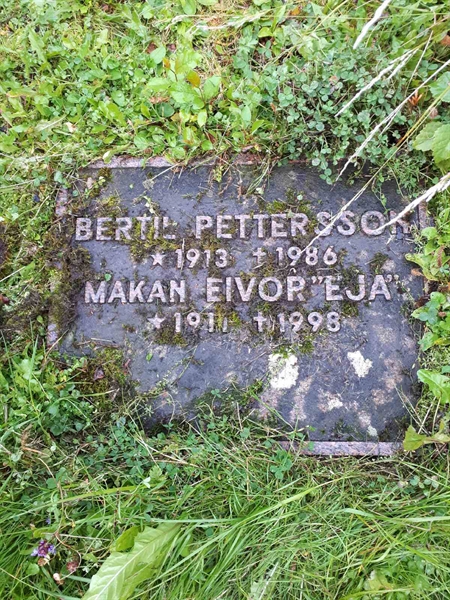 BERTIL PETTERSSON
★ 1913 ✝ 1986
MAKAN EIVOR "EJA"
★ 1911 ✝ 1998